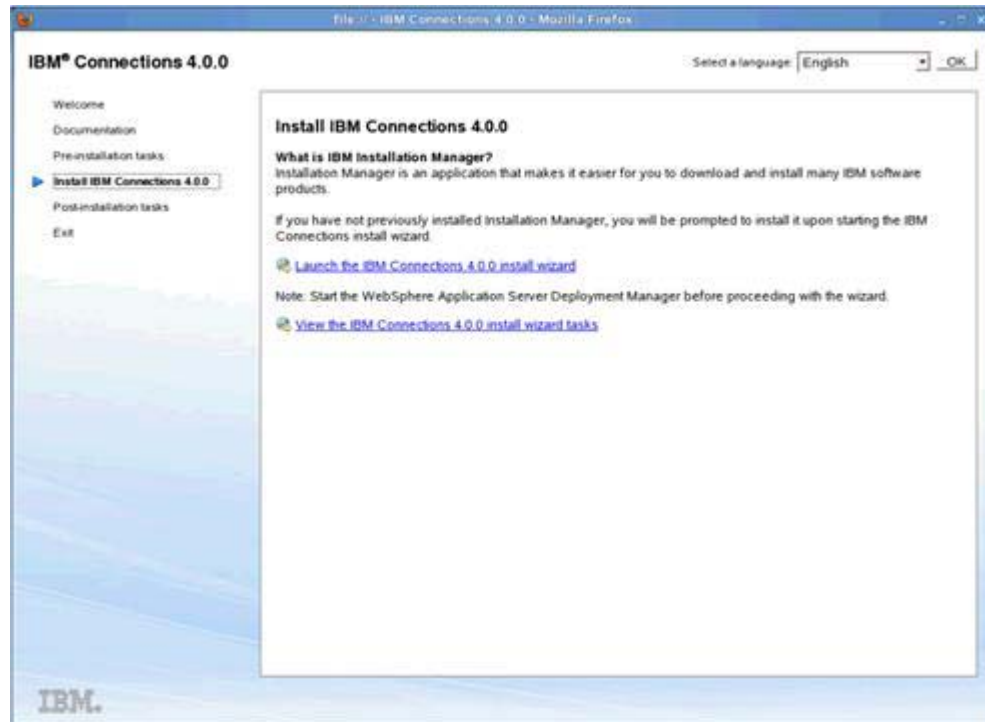 file:// - IBM Connections 4.0.0 - Mozilla Firefox
IBM® Connections 4.0.0
Select a language: English
OK
Welcome
Documentation
Pre-installation tasks
Install IBM Connections 4.0.0
Post-installation tasks
Exit
Install IBM Connections 4.0.0
What is IBM Installation Manager?
Installation Manager is an application that makes it easier for you to download and install many IBM software
products.
If you have not previously installed Installation Manager, you will be prompted to install it upon starting the IBM
Connections install wizard.
Launch the IBM Connections 4.0.0 install wizard
Note: Start the WebSphere Application Server Deployment Manager before proceeding with the wizard.
View the IBM Connections 4.0.0 install wizard tasks
IBM.